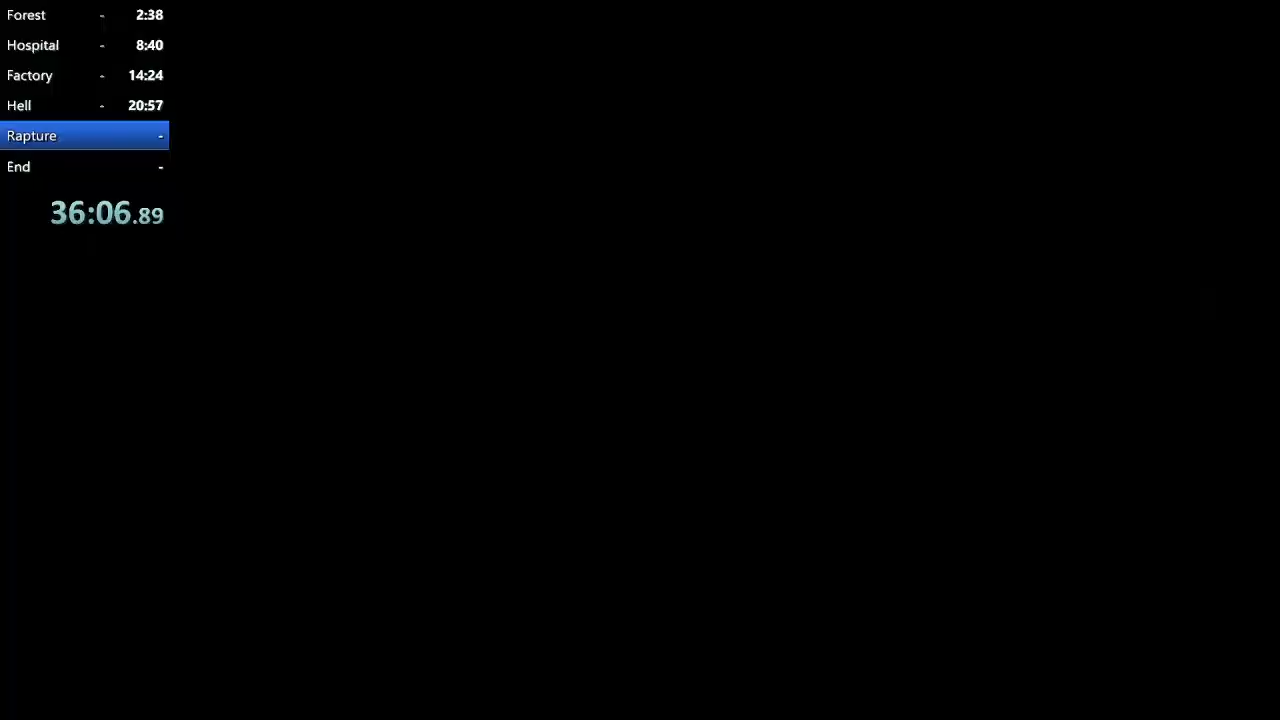 Forest - 2:38
Hospital - 8:40
Factory - 14:24
Hell - 20:57
Rapture -
End -
36:06.89